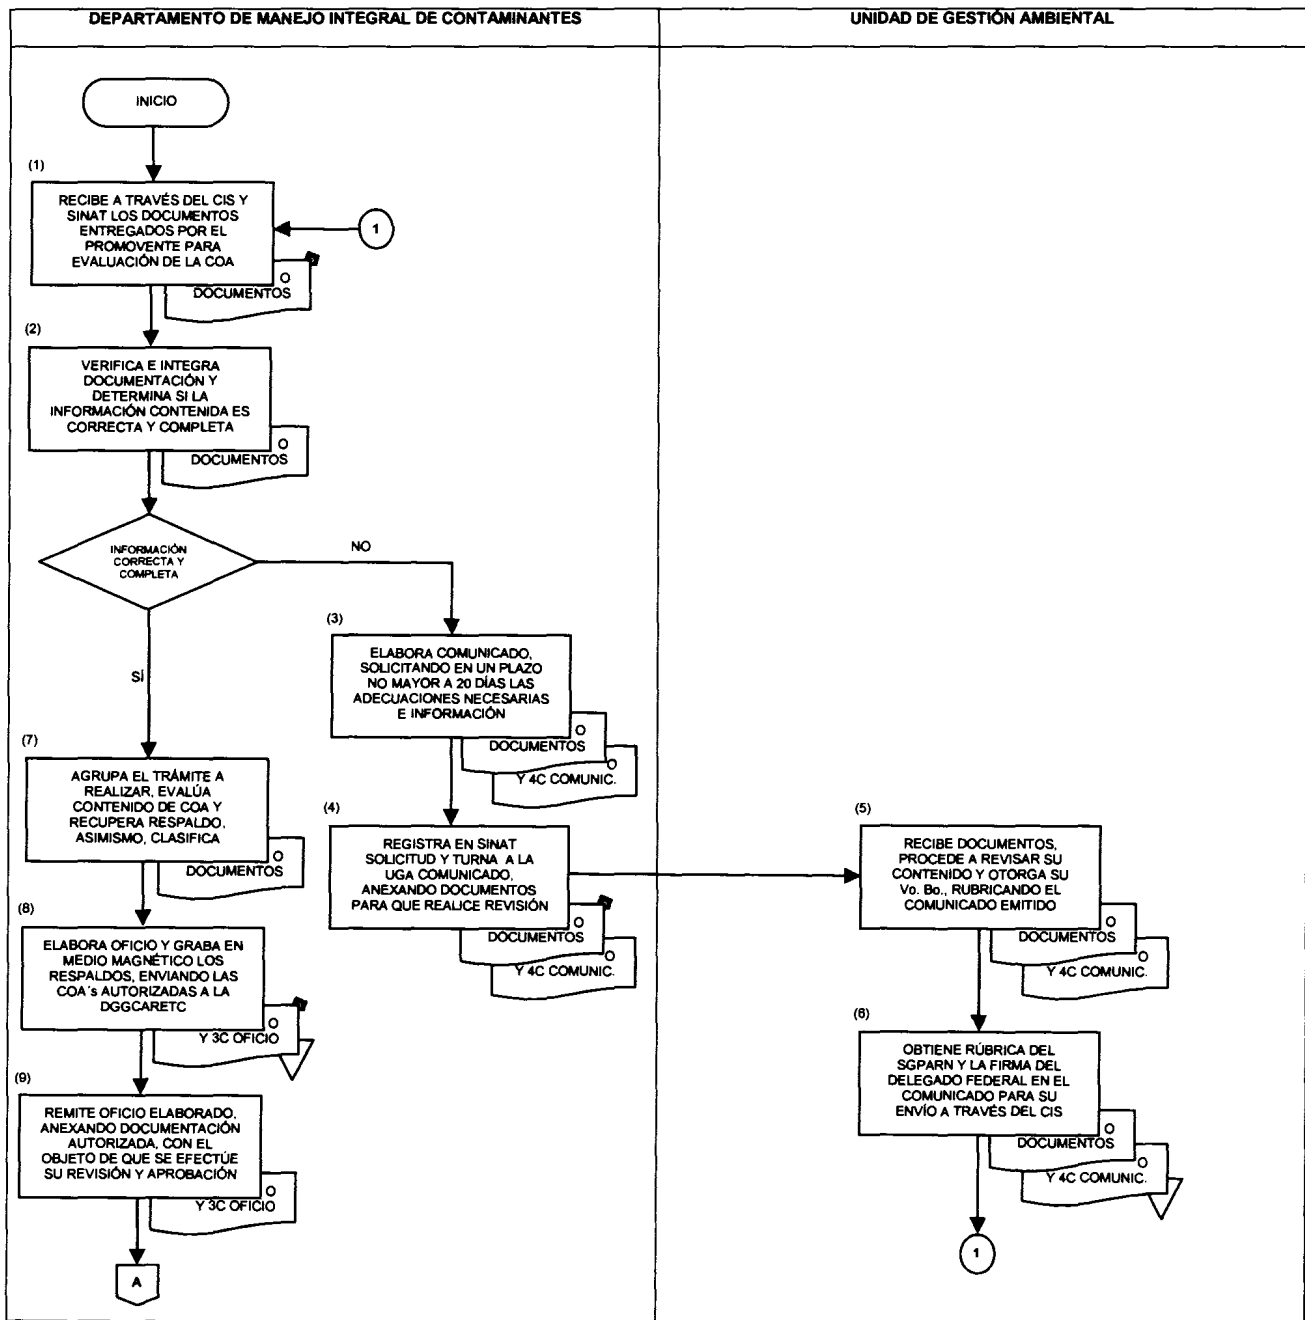 DEPARTAMENTO DE MANEJO INTEGRAL DE CONTAMINANTES
UNIDAD DE GESTIÓN AMBIENTAL
INICIO
(1)
RECIBE A TRAVÉS DEL CIS Y
SINAT LOS DOCUMENTOS
ENTREGADOS POR EL
PROMOVENTE PARA
EVALUACIÓN DE LA COA
1
O
DOCUMENTOS
(2)
VERIFICA E INTEGRA
DOCUMENTACIÓN Y
DETERMINA SI LA
INFORMACIÓN CONTENIDA ES
CORRECTA Y COMPLETA
O
DOCUMENTOS
INFORMACIÓN
CORRECTA Y
COMPLETA
NO
SÍ
(3)
ELABORA COMUNICADO,
SOLICITANDO EN UN PLAZO
NO MAYOR A 20 DÍAS LAS
ADECUACIONES NECESARIAS
E INFORMACIÓN
O
DOCUMENTOS
O
Y 4C COMUNIC.
(7)
AGRUPA EL TRÁMITE A
REALIZAR, EVALÚA
CONTENIDO DE COA Y
RECUPERA RESPALDO,
ASIMISMO, CLASIFICA
O
DOCUMENTOS
(4)
REGISTRA EN SINAT
SOLICITUD Y TURNA A LA
UGA COMUNICADO,
ANEXANDO DOCUMENTOS
PARA QUE REALICE REVISIÓN
O
DOCUMENTOS
O
Y 4C COMUNIC.
(5)
RECIBE DOCUMENTOS,
PROCEDE A REVISAR SU
CONTENIDO Y OTORGA SU
Vo. Bo., RUBRICANDO EL
COMUNICADO EMITIDO
O
DOCUMENTOS
O
Y 4C COMUNIC.
(8)
ELABORA OFICIO Y GRABA EN
MEDIO MAGNÉTICO LOS
RESPALDOS, ENVIANDO LAS
COA´s AUTORIZADAS A LA
DGGCARETC
O
Y 3C OFICIO
(6)
OBTIENE RÚBRICA DEL
SGPARN Y LA FIRMA DEL
DELEGADO FEDERAL EN EL
COMUNICADO PARA SU
ENVÍO A TRAVÉS DEL CIS
O
DOCUMENTOS
O
Y 4C COMUNIC.
(9)
REMITE OFICIO ELABORADO,
ANEXANDO DOCUMENTACIÓN
AUTORIZADA, CON EL
OBJETO DE QUE SE EFECTÚE
SU REVISIÓN Y APROBACIÓN
O
Y 3C OFICIO
A
1